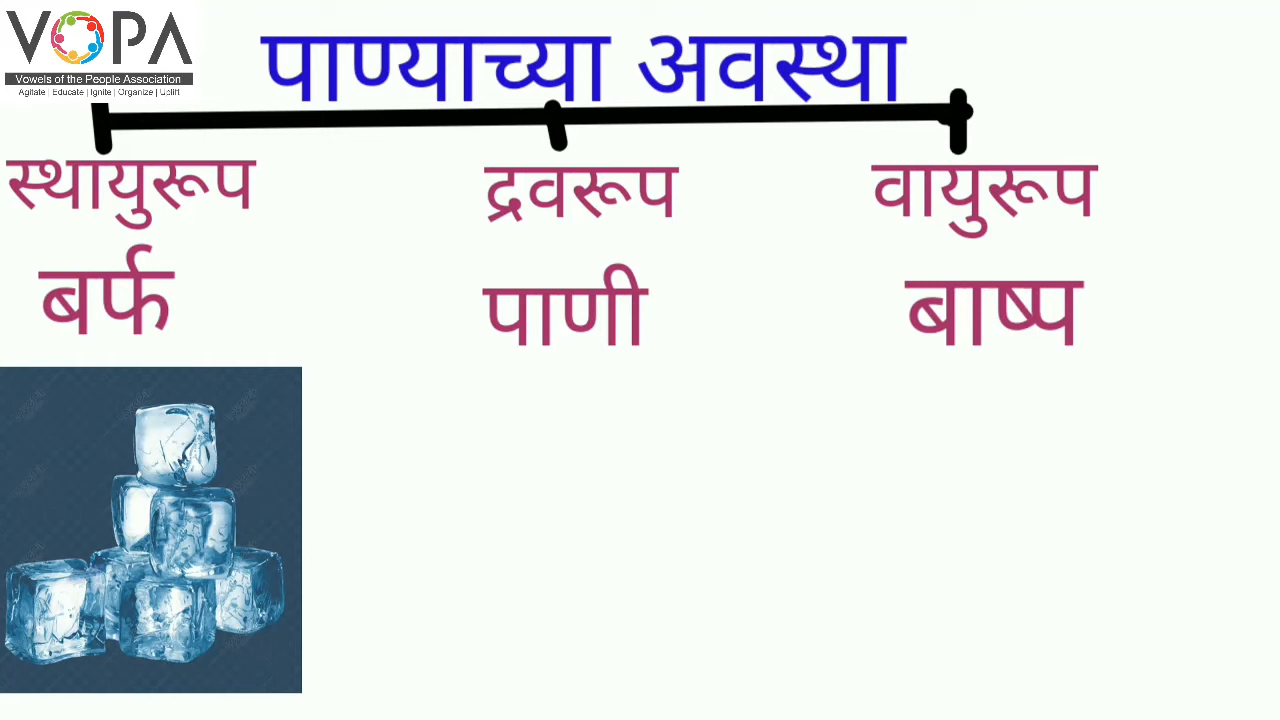 VOPA
Vowels of the People Association
Agitate | Educate | Ignite | Organize | Uplift
पाण्याच्या अवस्था
स्थायुरूप द्रवरूप वायुरूप
बर्फ पाणी बाष्प